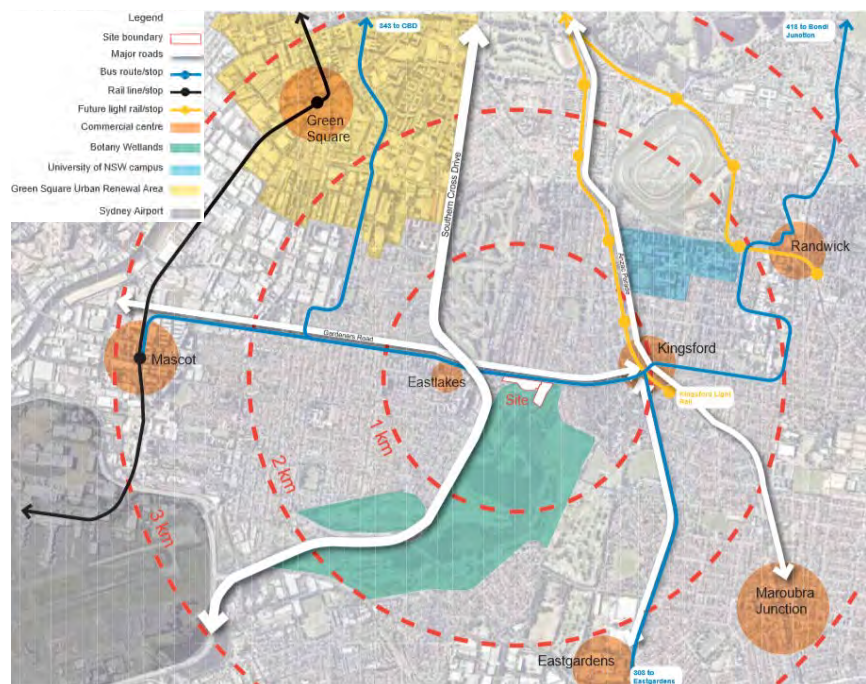 Legend
Site boundary
Major roads
Bus route/stop
Rail line/stop
Future light rail/stop
Commercial centre
Botany Wetlands
University of NSW campus
Green Square Urban Renewal Area
Sydney Airport
343 to CBD
418 to Bondi
Junction
Green
Square
Southern Cross Drive
Anzac Parade
Randwick
Gardeners Road
Mascot
Kingsford
Eastlakes
Site
Kingsford Light
Rail
1 km
2 km
3 km
Maroubra
Junction
Eastgardens
302 to
Eastgardens